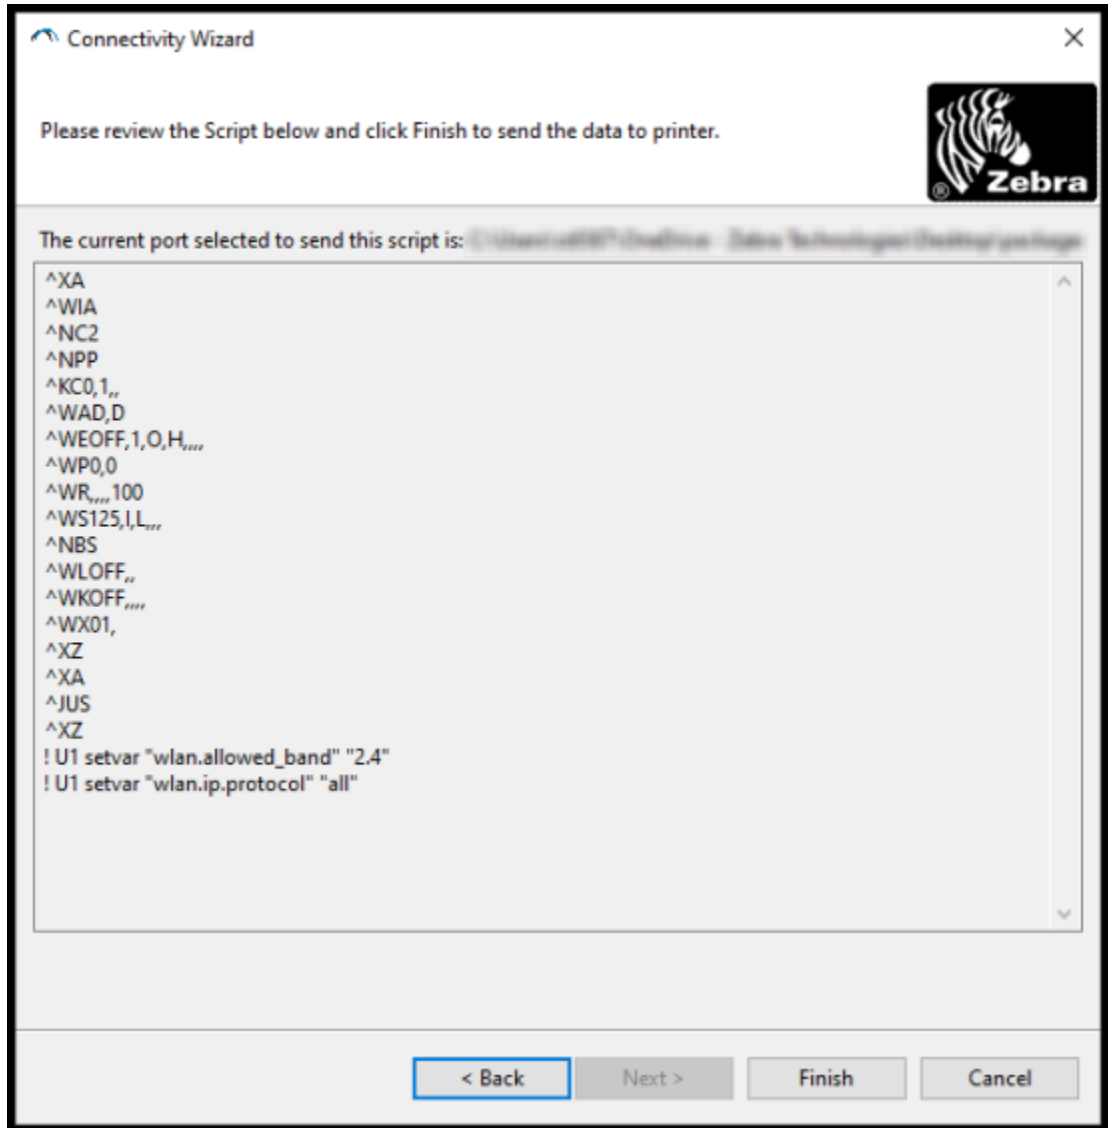 Connectivity Wizard
Please review the Script below and click Finish to send the data to printer.
® Zebra
The current port selected to send this script is:
^XA
^WIA
^NC2
^NPP
^KC0,1,,
^WAD,D
^WEOFF,1,O,H,,,,
^WP0,0
^WR,,,,100
^WS125,I,L,,,
^NBS
^WLOFF,,
^WKOFF,,,,
^WX01,
^XZ
^XA
^JUS
^XZ
! U1 setvar "wlan.allowed_band" "2.4"
! U1 setvar "wlan.ip.protocol" "all"
< Back
Next >
Finish
Cancel